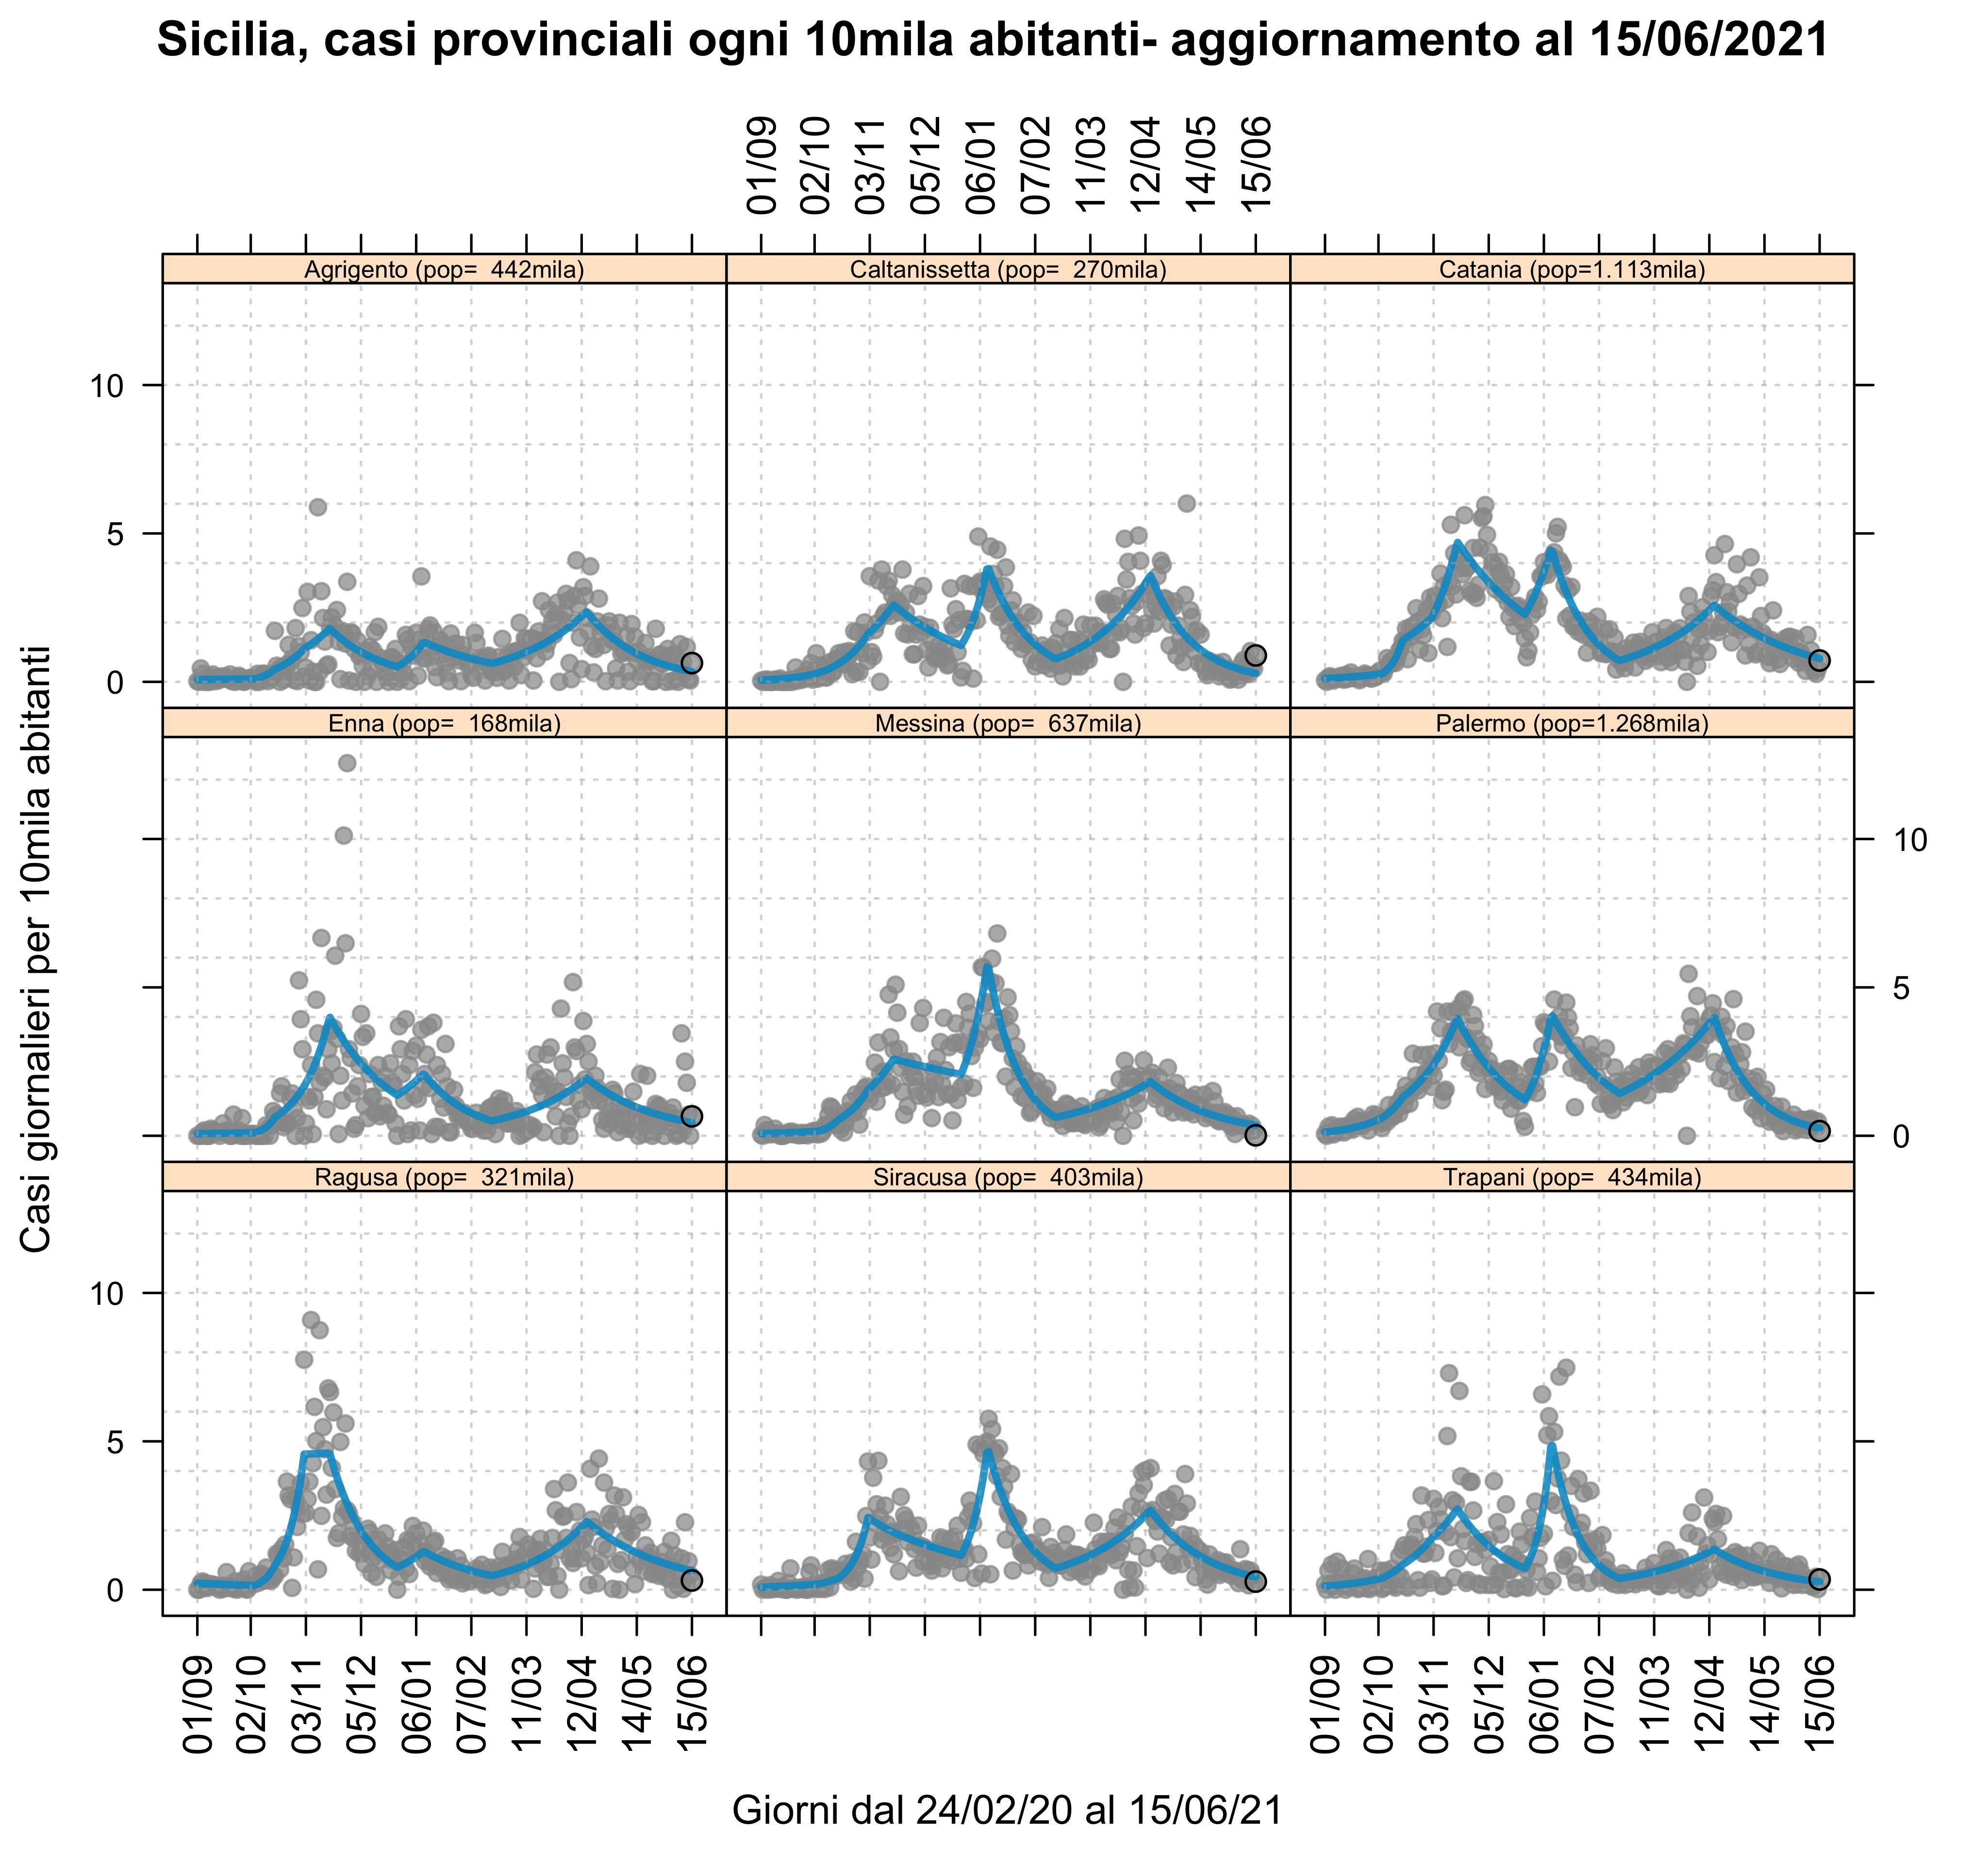 Sicilia, casi provinciali ogni 10mila abitanti- aggiornamento al 15/06/2021
01/09 02/10 03/11 05/12 06/01 07/02 11/03 12/04 14/05 15/06
Agrigento (pop=  442mila)
Caltanissetta (pop=  270mila)
Catania (pop=1.113mila)
10
5
0
Enna (pop=  168mila)
Messina (pop=  637mila)
Palermo (pop=1.268mila)
10
5
0
Casi giornalieri per 10mila abitanti
Ragusa (pop=  321mila)
Siracusa (pop=  403mila)
Trapani (pop=  434mila)
10
5
0
01/09 02/10 03/11 05/12 06/01 07/02 11/03 12/04 14/05 15/06
01/09 02/10 03/11 05/12 06/01 07/02 11/03 12/04 14/05 15/06
Giorni dal 24/02/20 al 15/06/21